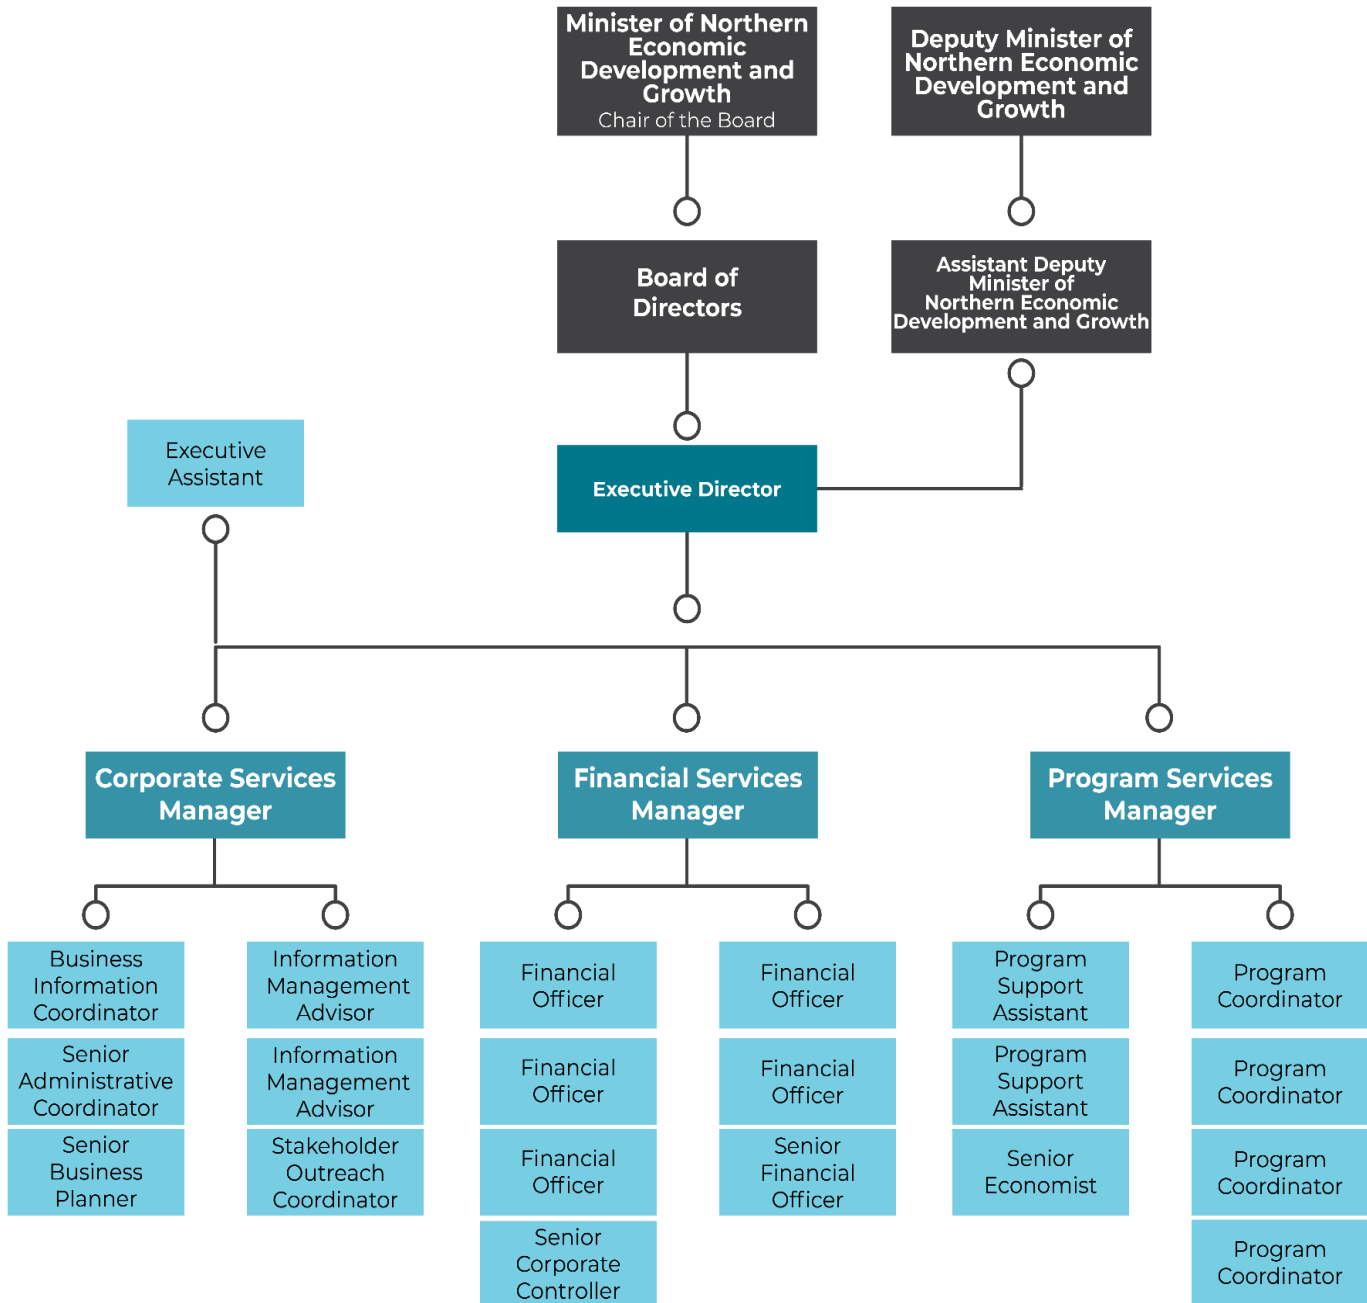 Minister of Northern
Economic
Development and
Growth
Chair of the Board
Deputy Minister of
Northern Economic
Development and
Growth
Board of
Directors
Assistant Deputy
Minister of
Northern Economic
Development and Growth
Executive
Assistant
Executive Director
Corporate Services
Manager
Financial Services
Manager
Program Services
Manager
Business
Information
Coordinator
Senior
Administrative
Coordinator
Senior
Business
Planner
Information
Management
Advisor
Information
Management
Advisor
Stakeholder
Outreach
Coordinator
Financial
Officer
Financial
Officer
Financial
Officer
Senior
Corporate
Controller
Financial
Officer
Financial
Officer
Senior
Financial
Officer
Program
Support
Assistant
Program
Support
Assistant
Senior
Economist
Program
Coordinator
Program
Coordinator
Program
Coordinator
Program
Coordinator